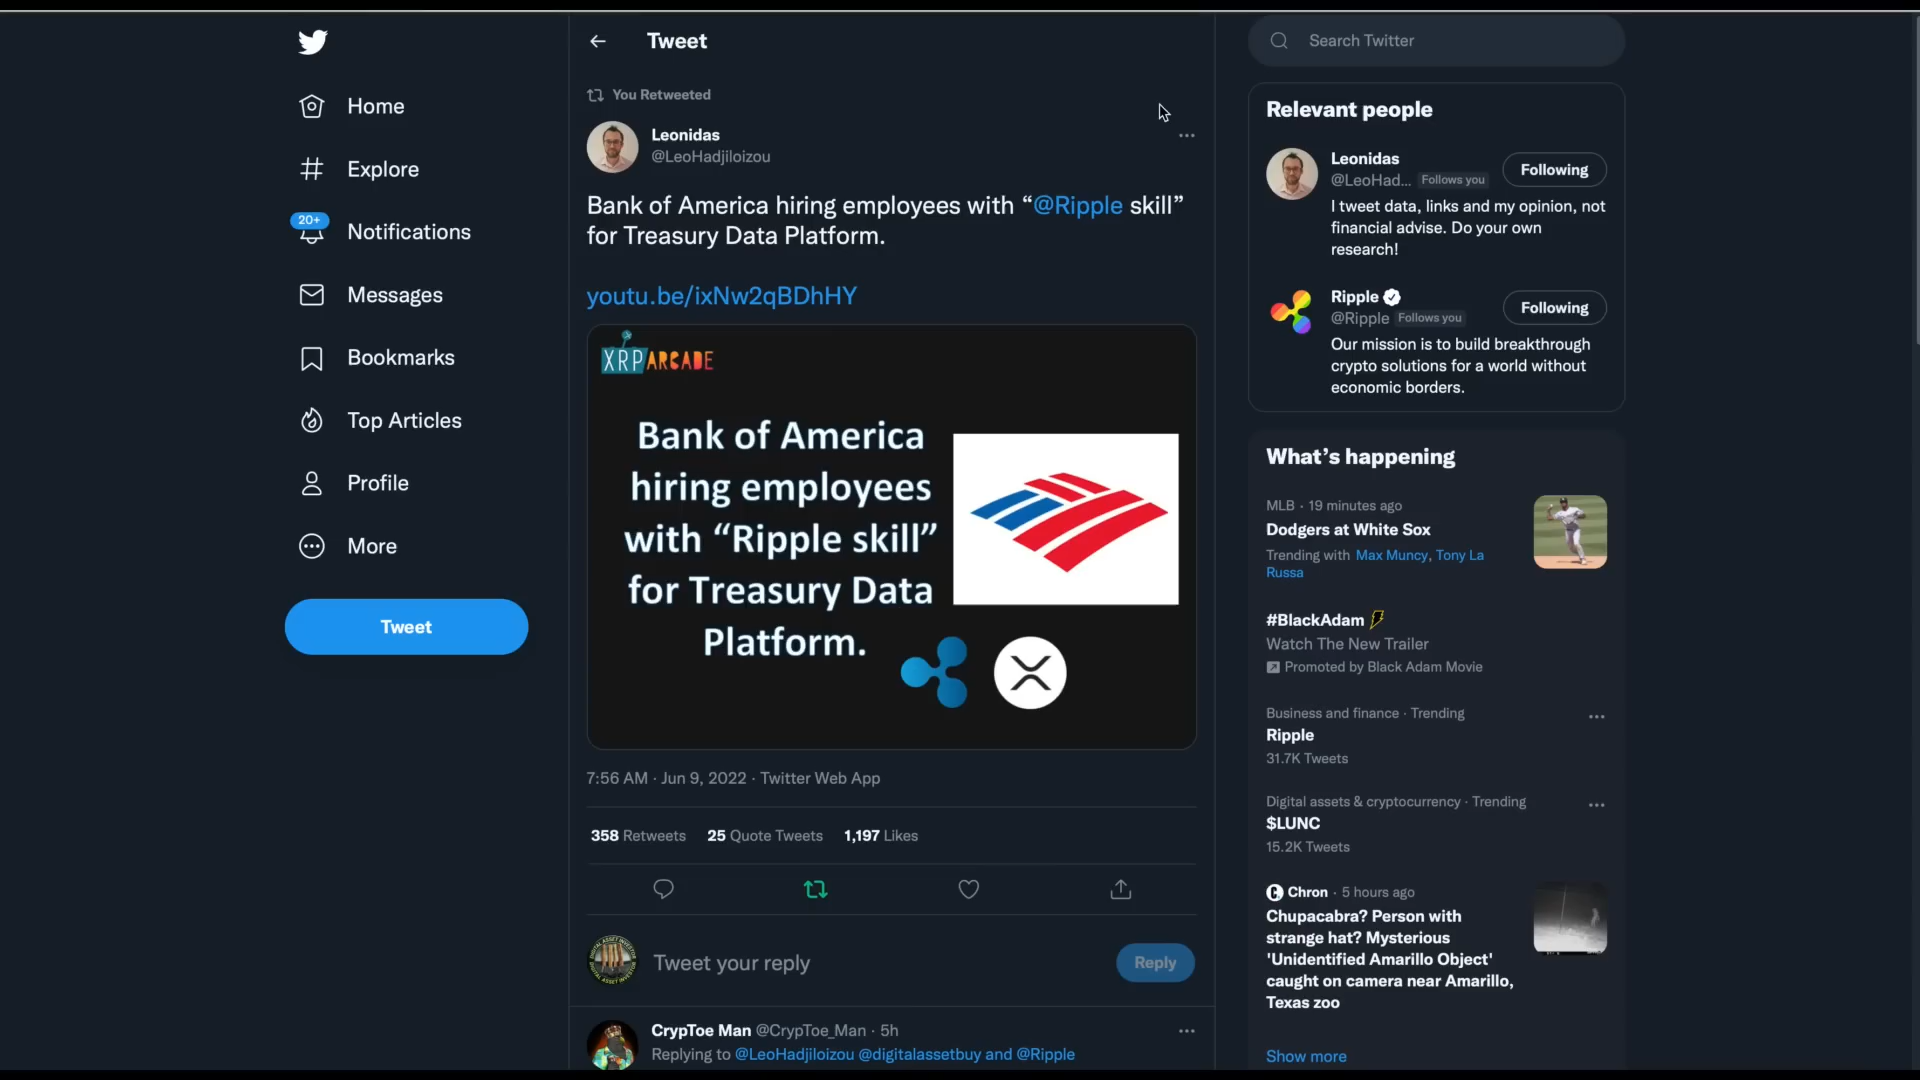 Home
Explore
20+
Notifications
Messages
Bookmarks
Top Articles
Profile
More
Tweet
Tweet
You Retweeted
Leonidas
@LeoHadjiloizou
Bank of America hiring employees with “@Ripple skill”
for Treasury Data Platform.
youtu.be/ixNw2qBDhHY
XRPARCADE
Bank of America
hiring employees
with “Ripple skill”
for Treasury Data
Platform.
7:56 AM · Jun 9, 2022 · Twitter Web App
358 Retweets 25 Quote Tweets 1,197 Likes
Tweet your reply
Reply
CrypToe Man @CrypToe_Man · 5h
Replying to @LeoHadjiloizou @digitalassetbuy and @Ripple
Search Twitter
Relevant people
Leonidas
@LeoHad... Follows you
Following
I tweet data, links and my opinion, not
financial advise. Do your own
research!
Ripple
@Ripple Follows you
Following
Our mission is to build breakthrough
crypto solutions for a world without
economic borders.
What’s happening
MLB · 19 minutes ago
Dodgers at White Sox
Trending with Max Muncy, Tony La
Russa
#BlackAdam
Watch The New Trailer
Promoted by Black Adam Movie
Business and finance · Trending
Ripple
31.7K Tweets
Digital assets & cryptocurrency · Trending
$LUNC
15.2K Tweets
Chron · 5 hours ago
Chupacabra? Person with
strange hat? Mysterious
'Unidentified Amarillo Object'
caught on camera near Amarillo,
Texas zoo
Show more